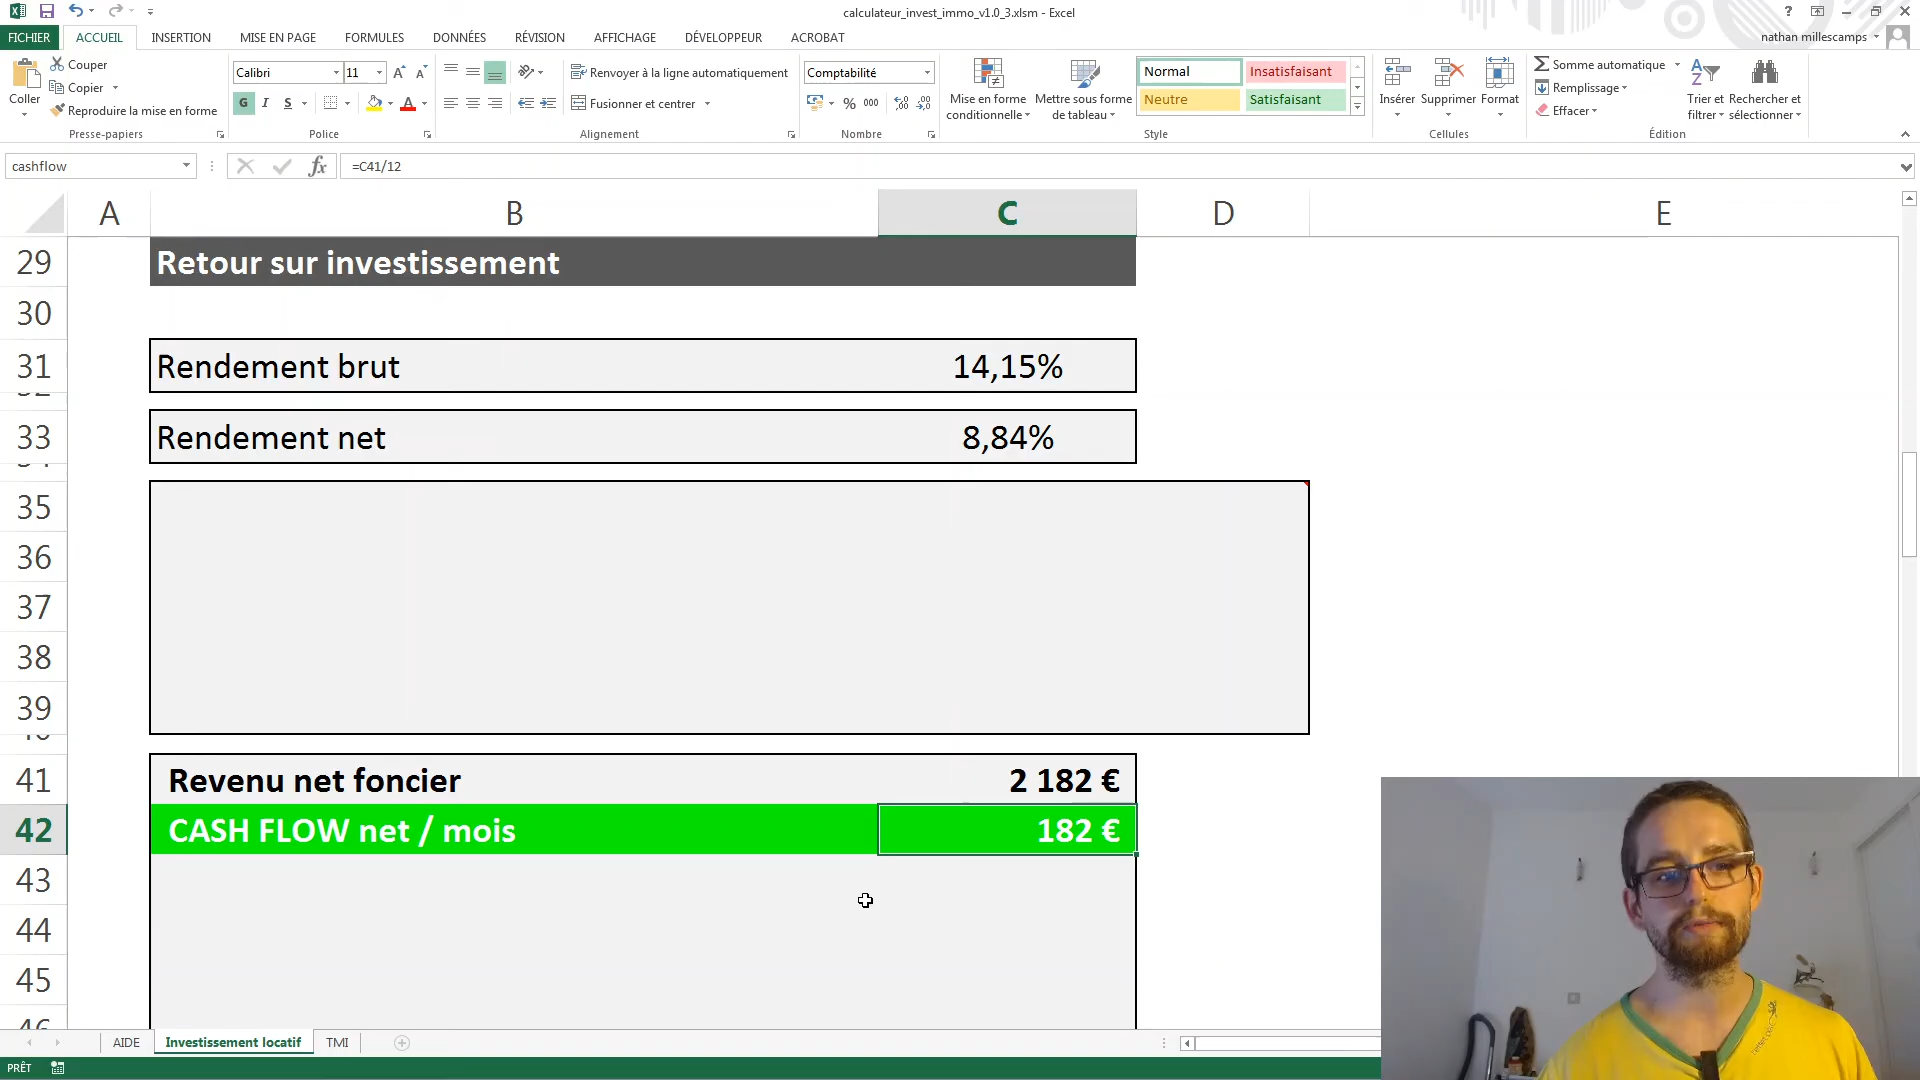 calculateur_invest_immo_v1.0_3.xlsm - Excel
FICHIER ACCUEIL INSERTION MISE EN PAGE FORMULES DONNÉES RÉVISION AFFICHAGE DÉVELOPPEUR ACROBAT nathan millescamps
Coller
Couper
Copier
Reproduire la mise en forme
Presse-papiers
Calibri 11
G I S
Police
Renvoyer à la ligne automatiquement
Fusionner et centrer
Alignement
Comptabilité
% 000
Nombre
Mise en forme conditionnelle
Mettre sous forme de tableau
Normal Insatisfaisant
Neutre Satisfaisant
Style
Insérer Supprimer Format
Cellules
Somme automatique
Remplissage
Effacer
Trier et filtrer
Rechercher et sélectionner
Édition
cashflow fx =C41/12
A B C D E
29 Retour sur investissement
30
31 Rendement brut 14,15%
33 Rendement net 8,84%
35
36
37
38
39
41 Revenu net foncier 2 182 €
42 CASH FLOW net / mois 182 €
43
44
45
46
AIDE Investissement locatif TMI
PRÊT